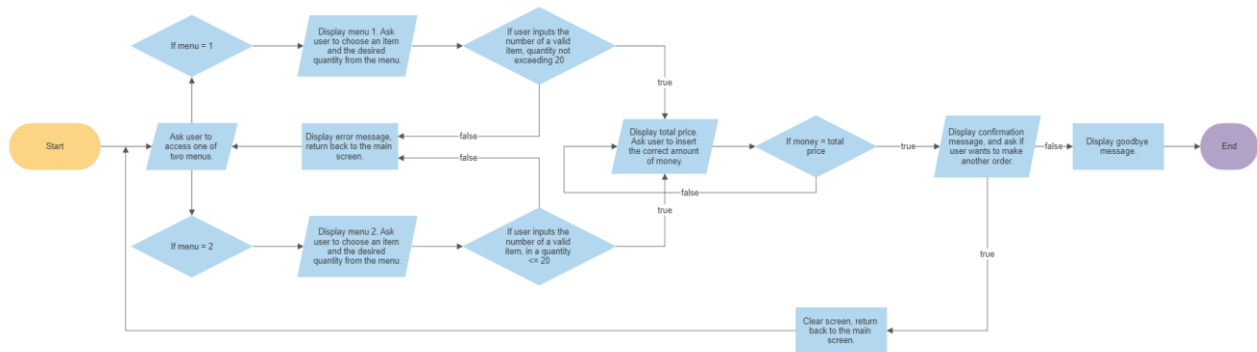 If menu = 1
Display menu 1. Ask
user to choose an item
and the desired
quantity from the menu.
If user inputs the
number of a valid
item, quantity not
exceeding 20
true
Start
Ask user to
access one of
two menus.
Display error message,
return back to the main
screen.
false
false
Display total price.
Ask user to insert
the correct amount
of money.
If money = total
price
true
false
Display confirmation
message, and ask if
user wants to make
another order.
false
Display goodbye
message.
End
true
If menu = 2
Display menu 2. Ask
user to choose an item
and the desired
quantity from the menu.
If user inputs the
number of a valid
item, in a quantity
<= 20
true
Clear screen, return
back to the main
screen.